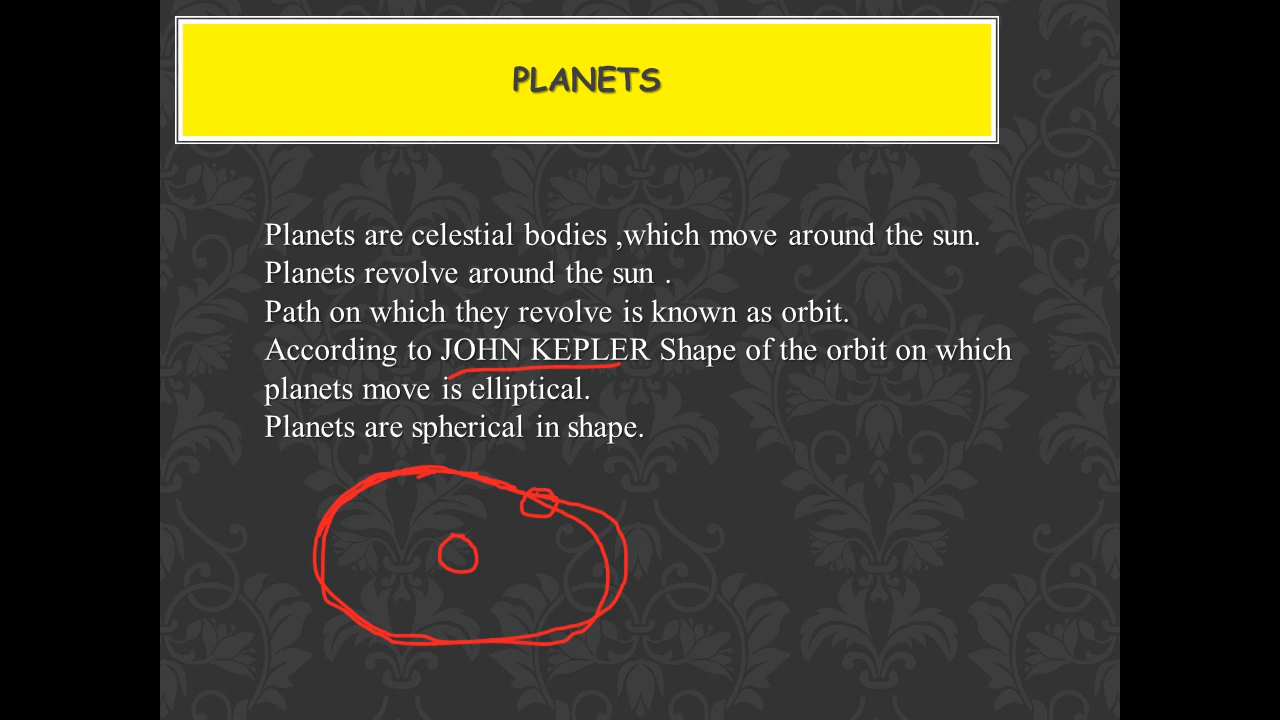 PLANETS
Planets are celestial bodies ,which move around the sun.
Planets revolve around the sun .
Path on which they revolve is known as orbit.
According to JOHN KEPLER Shape of the orbit on which
planets move is elliptical.
Planets are spherical in shape.